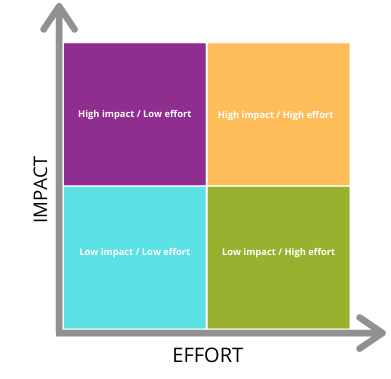 High impact / Low effort
High impact / High effort
IMPACT
Low impact / Low effort
Low impact / High effort
EFFORT